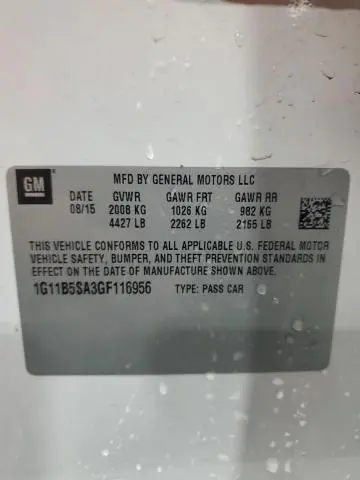 GM
MFD BY GENERAL MOTORS LLC
DATE GVWR GAWR FRT GAWR RR
08/15 2008 KG 1026 KG 982 KG
4427 LB 2262 LB 2165 LB
THIS VEHICLE CONFORMS TO ALL APPLICABLE U.S. FEDERAL MOTOR
VEHICLE SAFETY, BUMPER, AND THEFT PREVENTION STANDARDS
IN EFFECT ON THE DATE OF MANUFACTURE SHOWN ABOVE.
1G11B5SA3GF116956 TYPE: PASS CAR